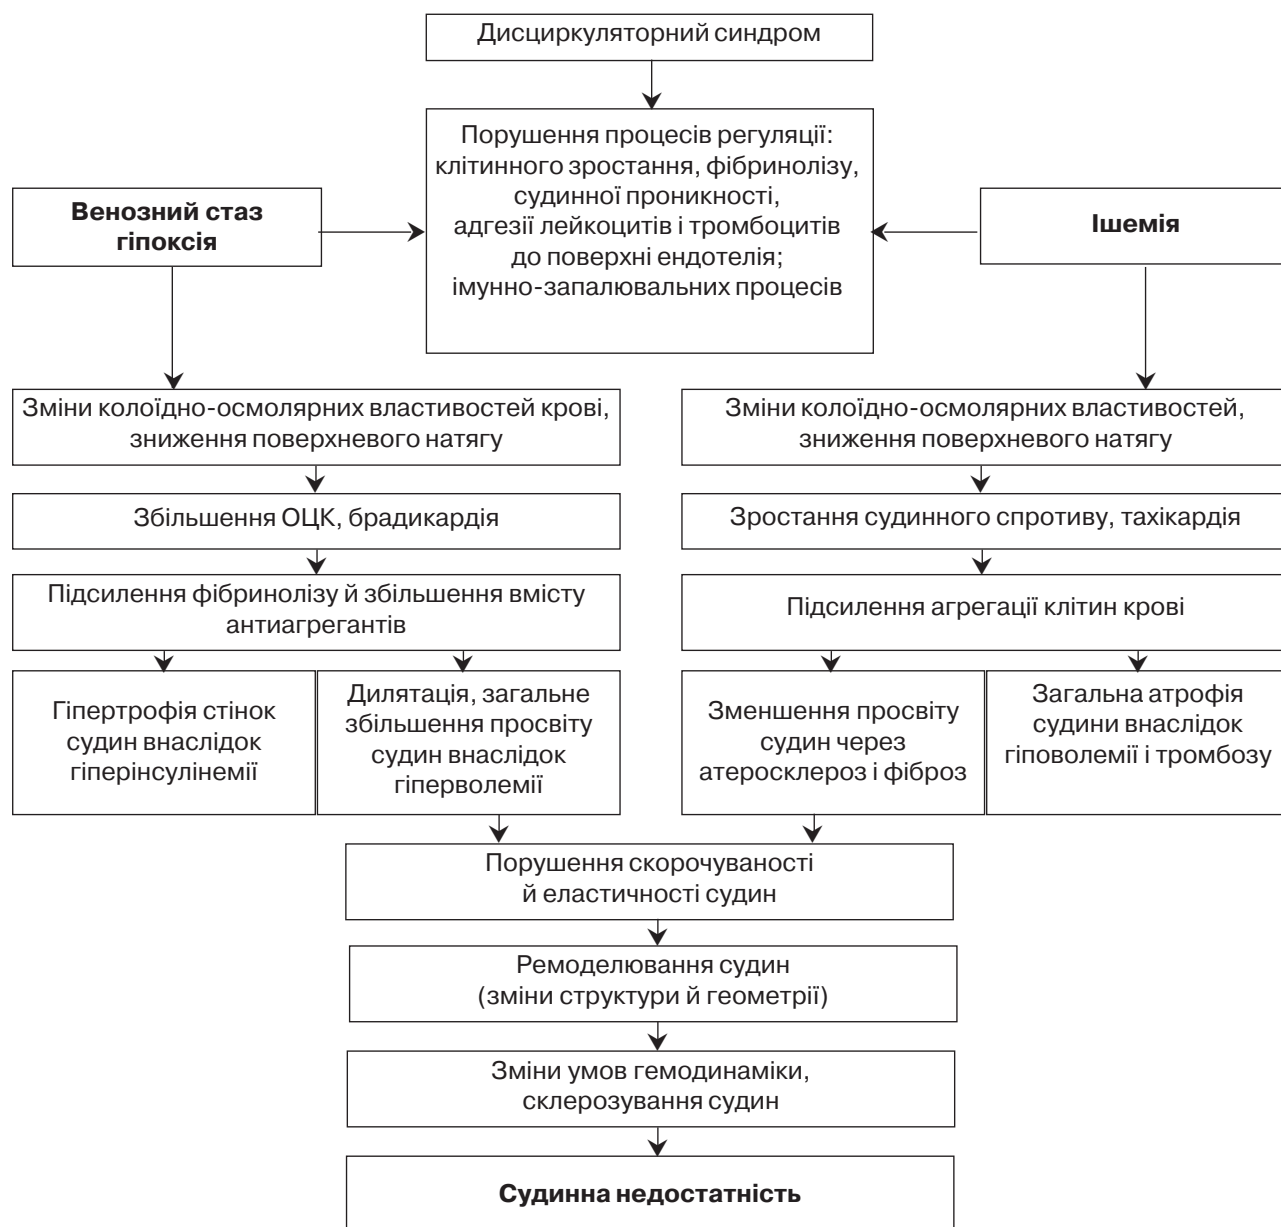 Дисциркуляторний синдром
Порушення процесів регуляції:
клітинного зростання, фібринолізу,
судинної проникності,
адгезії лейкоцитів і тромбоцитів
до поверхні ендотелія;
імунно-запалювальних процесів
Венозний стаз
гіпоксія
Ішемія
Зміни колоїдно-осмолярних властивостей крові,
зниження поверхневого натягу
Зміни колоїдно-осмолярних властивостей,
зниження поверхневого натягу
Збільшення ОЦК, брадикардія
Зростання судинного спротиву, тахікардія
Підсилення фібринолізу й збільшення вмісту
антиагрегантів
Підсилення агрегації клітин крові
Гіпертрофія стінок
судин внаслідок
гіперінсулінемії
Дилятація, загальне
збільшення просвіту
судин внаслідок
гіперволемії
Зменшення просвіту
судин через
атеросклероз і фіброз
Загальна атрофія
судини внаслідок
гіповолемії і тромбозу
Порушення скорочуваності
й еластичності судин
Ремоделювання судин
(зміни структури й геометрії)
Зміни умов гемодинаміки,
склерозування судин
Судинна недостатність